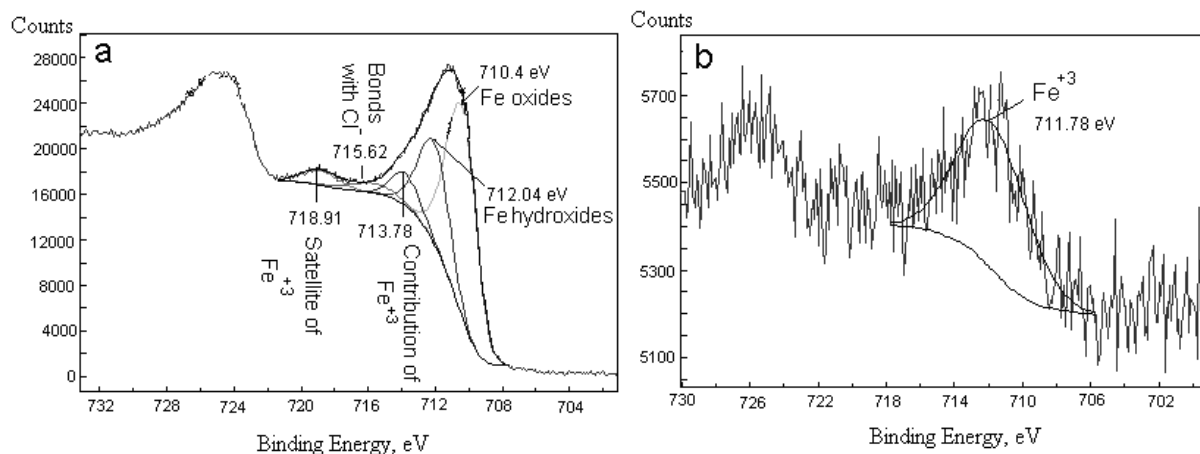 Counts
a
28000
24000
20000
16000
12000
8000
4000
0
Bonds
with Cl-
715.62
710.4 eV
Fe oxides
712.04 eV
Fe hydroxides
718.91
713.78
Satellite of
Fe+3
Contribution of
Fe+3
732 728 724 720 716 712 708 704
Binding Energy, eV
Counts
b
5700
5500
5300
5100
Fe+3
711.78 eV
730 726 722 718 714 710 706 702
Binding Energy, eV